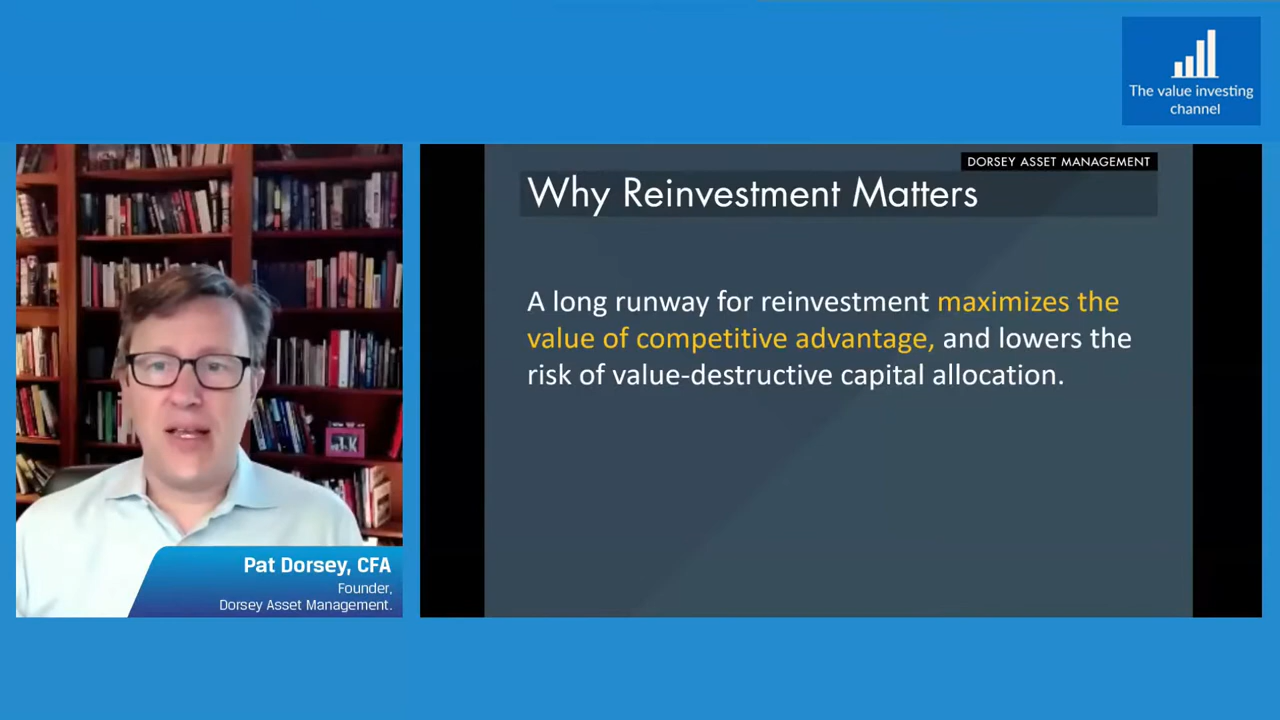 The value investing
channel
DORSEY ASSET MANAGEMENT
Why Reinvestment Matters
A long runway for reinvestment maximizes the
value of competitive advantage, and lowers the
risk of value-destructive capital allocation.
Pat Dorsey, CFA
Founder,
Dorsey Asset Management.